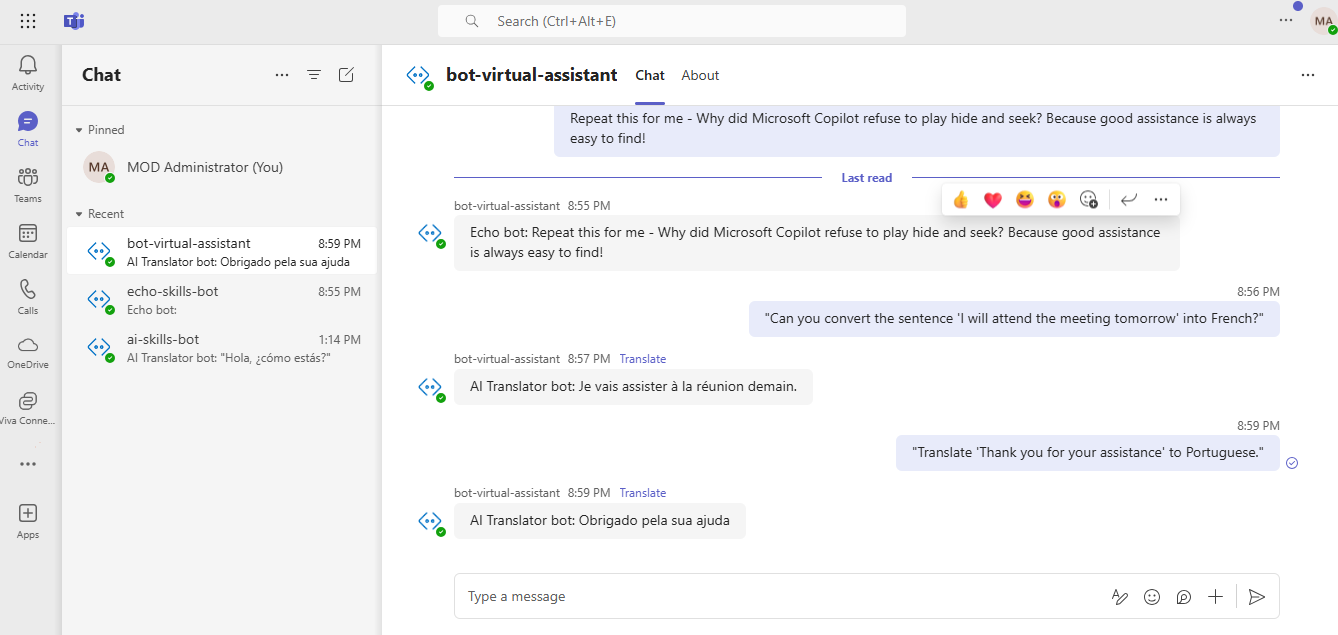 Search (Ctrl+Alt+E)
MA
Activity
Chat
Teams
Calendar
Calls
OneDrive
Viva Conne...
Apps
Chat
Pinned
MA
MOD Administrator (You)
Recent
bot-virtual-assistant 8:59 PM
AI Translator bot: Obrigado pela sua ajuda
echo-skills-bot 8:55 PM
Echo bot:
ai-skills-bot 1:14 PM
AI Translator bot: "Hola, ¿cómo estás?"
bot-virtual-assistant Chat About
Repeat this for me - Why did Microsoft Copilot refuse to play hide and seek? Because good assistance is always
easy to find!
Last read
bot-virtual-assistant 8:55 PM
Echo bot: Repeat this for me - Why did Microsoft Copilot refuse to play hide and seek? Because good assistance
is always easy to find!
8:56 PM
"Can you convert the sentence 'I will attend the meeting tomorrow' into French?"
bot-virtual-assistant 8:57 PM Translate
AI Translator bot: Je vais assister à la réunion demain.
8:59 PM
"Translate 'Thank you for your assistance' to Portuguese."
bot-virtual-assistant 8:59 PM Translate
AI Translator bot: Obrigado pela sua ajuda
Type a message